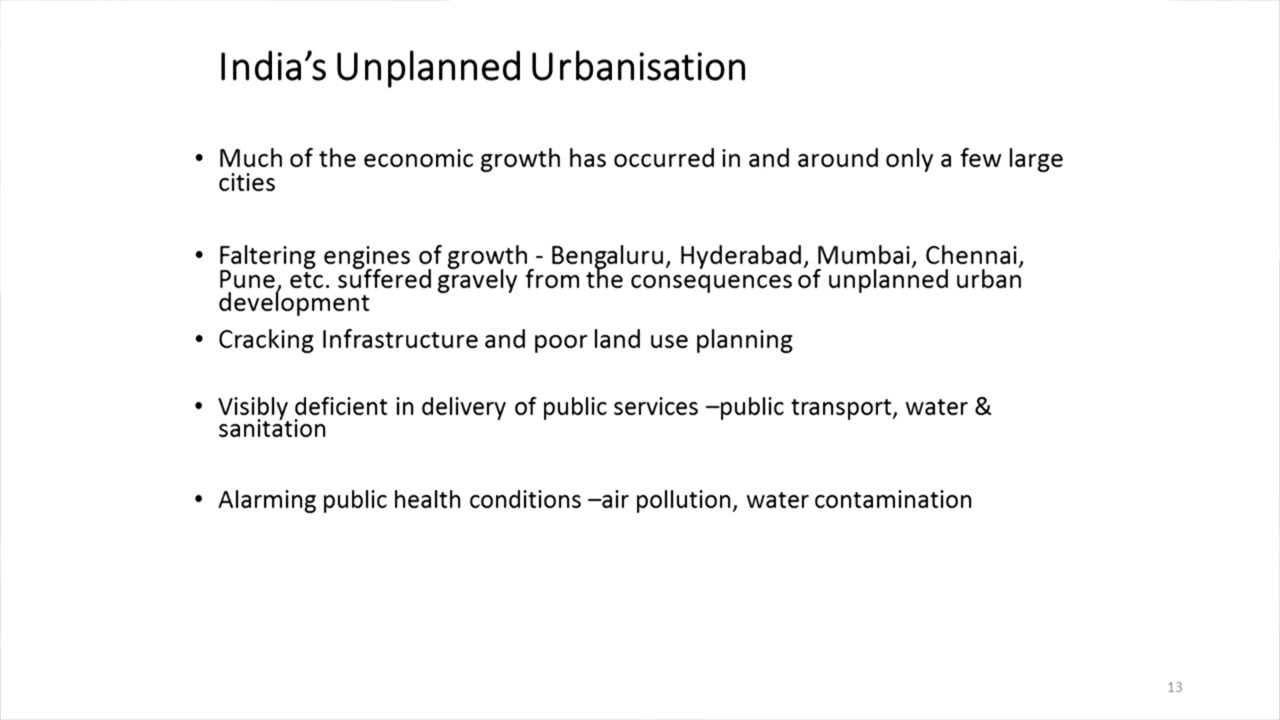 India's Unplanned Urbanisation
• Much of the economic growth has occurred in and around only a few large
cities
• Faltering engines of growth - Bengaluru, Hyderabad, Mumbai, Chennai,
Pune, etc. suffered gravely from the consequences of unplanned urban
development
• Cracking Infrastructure and poor land use planning
• Visibly deficient in delivery of public services –public transport, water &
sanitation
• Alarming public health conditions –air pollution, water contamination
13